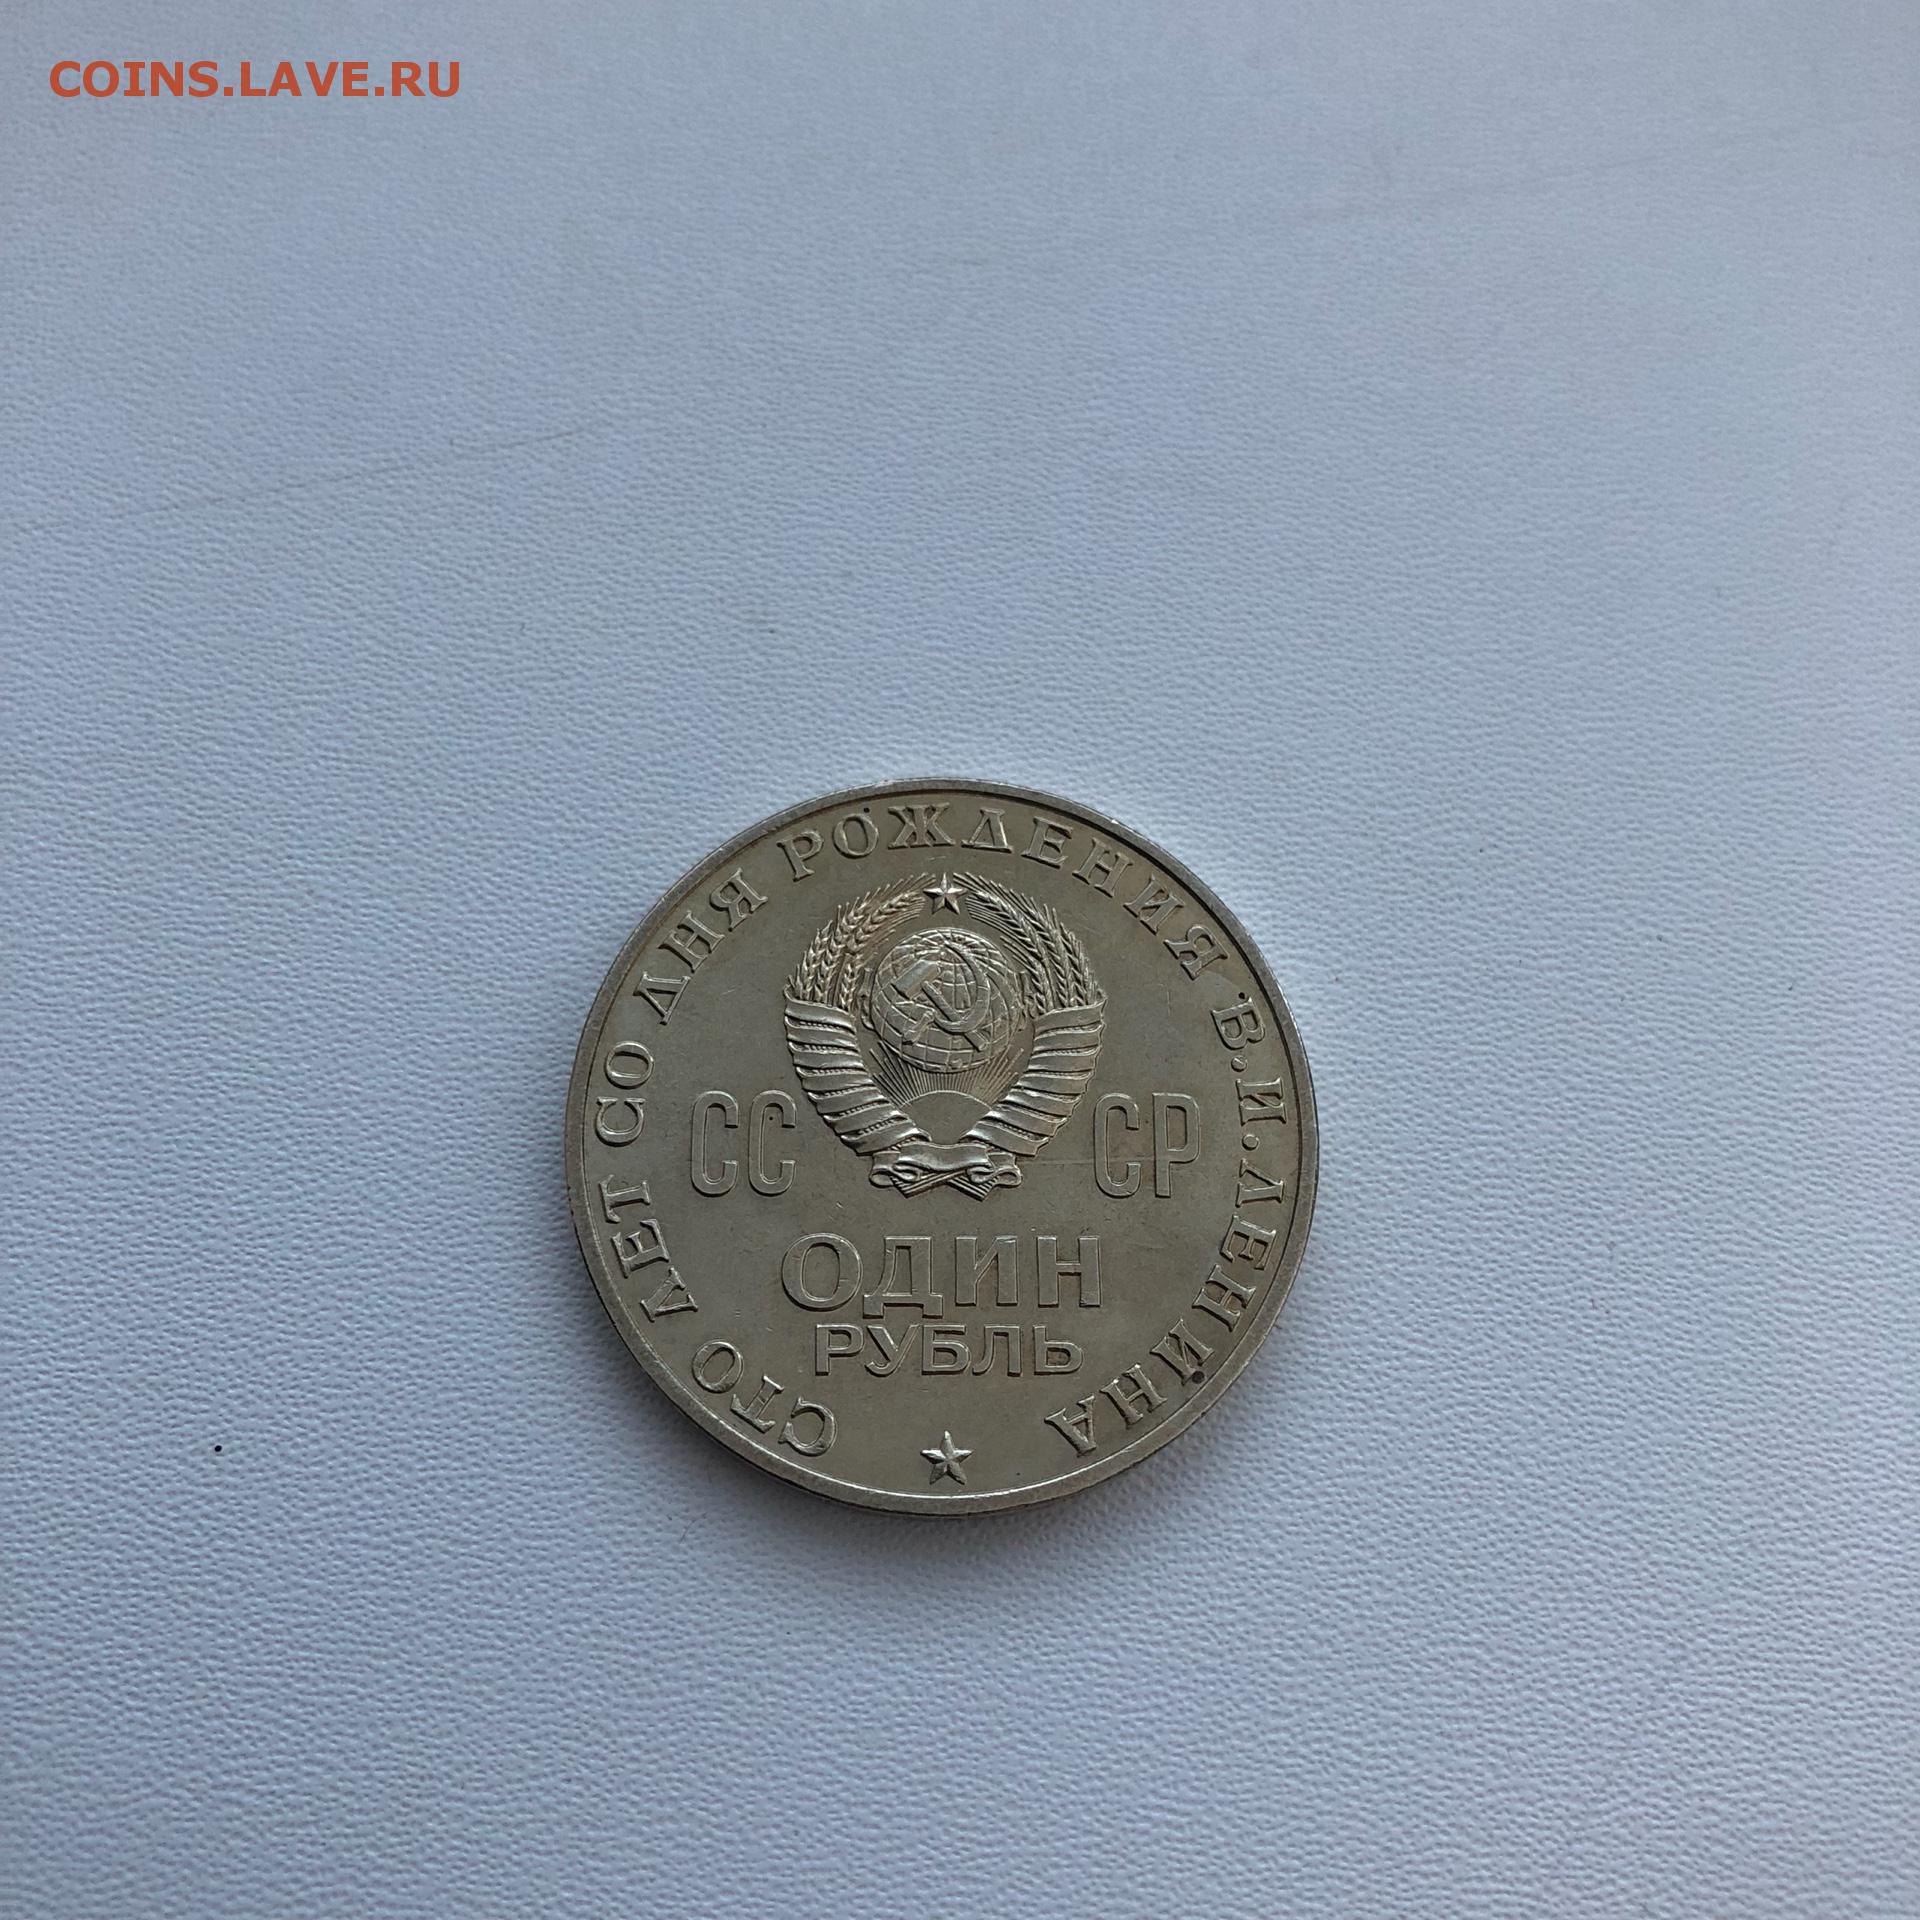 COINS.LAVE.RU
СТО ЛЕТ СО ДНЯ РОЖДЕНИЯ В.И.ЛЕНИНА
СС СР
ОДИН
РУБЛЬ